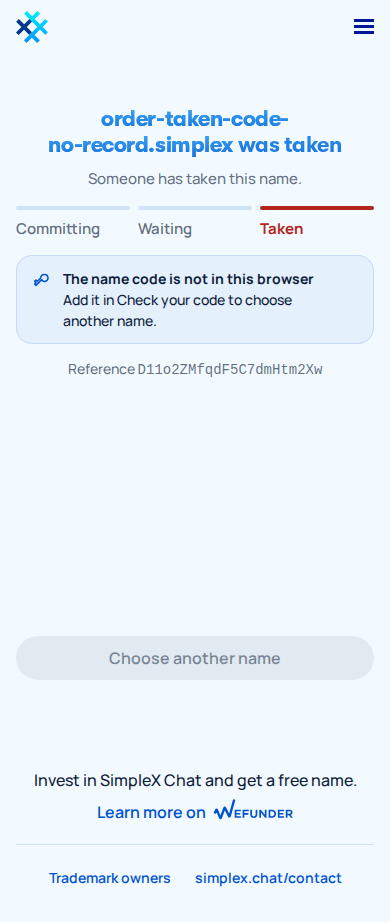 order-taken-code-
no-record.simplex was taken
Someone has taken this name.
Committing Waiting Taken
The name code is not in this browser
Add it in Check your code to choose
another name.
Reference D11o2ZMfqdF5C7dmHtm2Xw
Choose another name
Invest in SimpleX Chat and get a free name.
Learn more on WEFUNDER
Trademark owners simplex.chat/contact